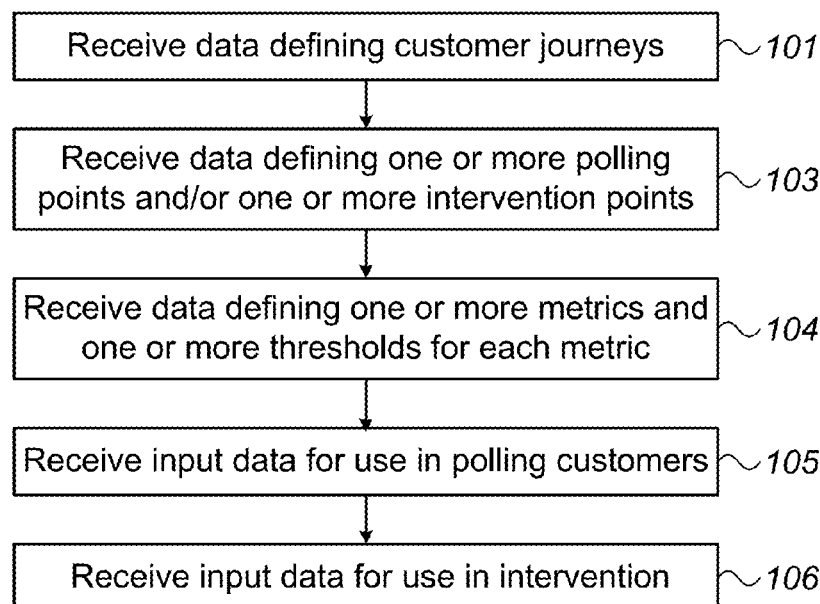 Receive data defining customer journeys 101
Receive data defining one or more polling
points and/or one or more intervention points 103
Receive data defining one or more metrics and
one or more thresholds for each metric 104
Receive input data for use in polling customers 105
Receive input data for use in intervention 106